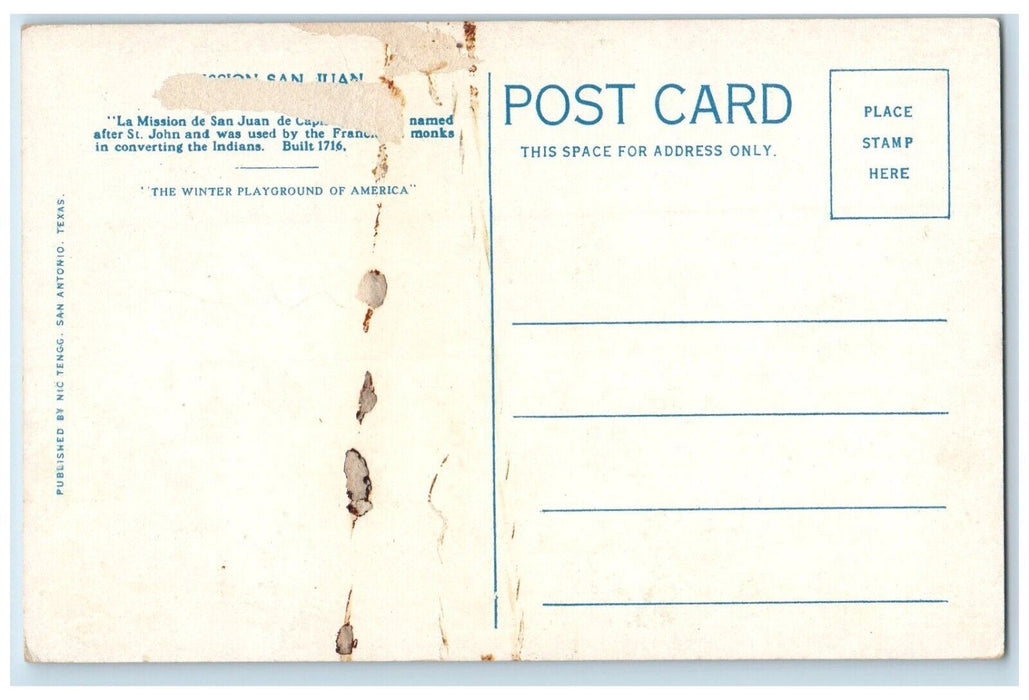 SAN JUAN
"La Mission de San Juan de named
after St. John and was used by the monks
in converting the Indians. Built 1716.
"THE WINTER PLAYGROUND OF AMERICA"
PUBLISHED BY NIC TENGG. SAN ANTONIO, TEXAS.
POST CARD
THIS SPACE FOR ADDRESS ONLY.
PLACE
STAMP
HERE